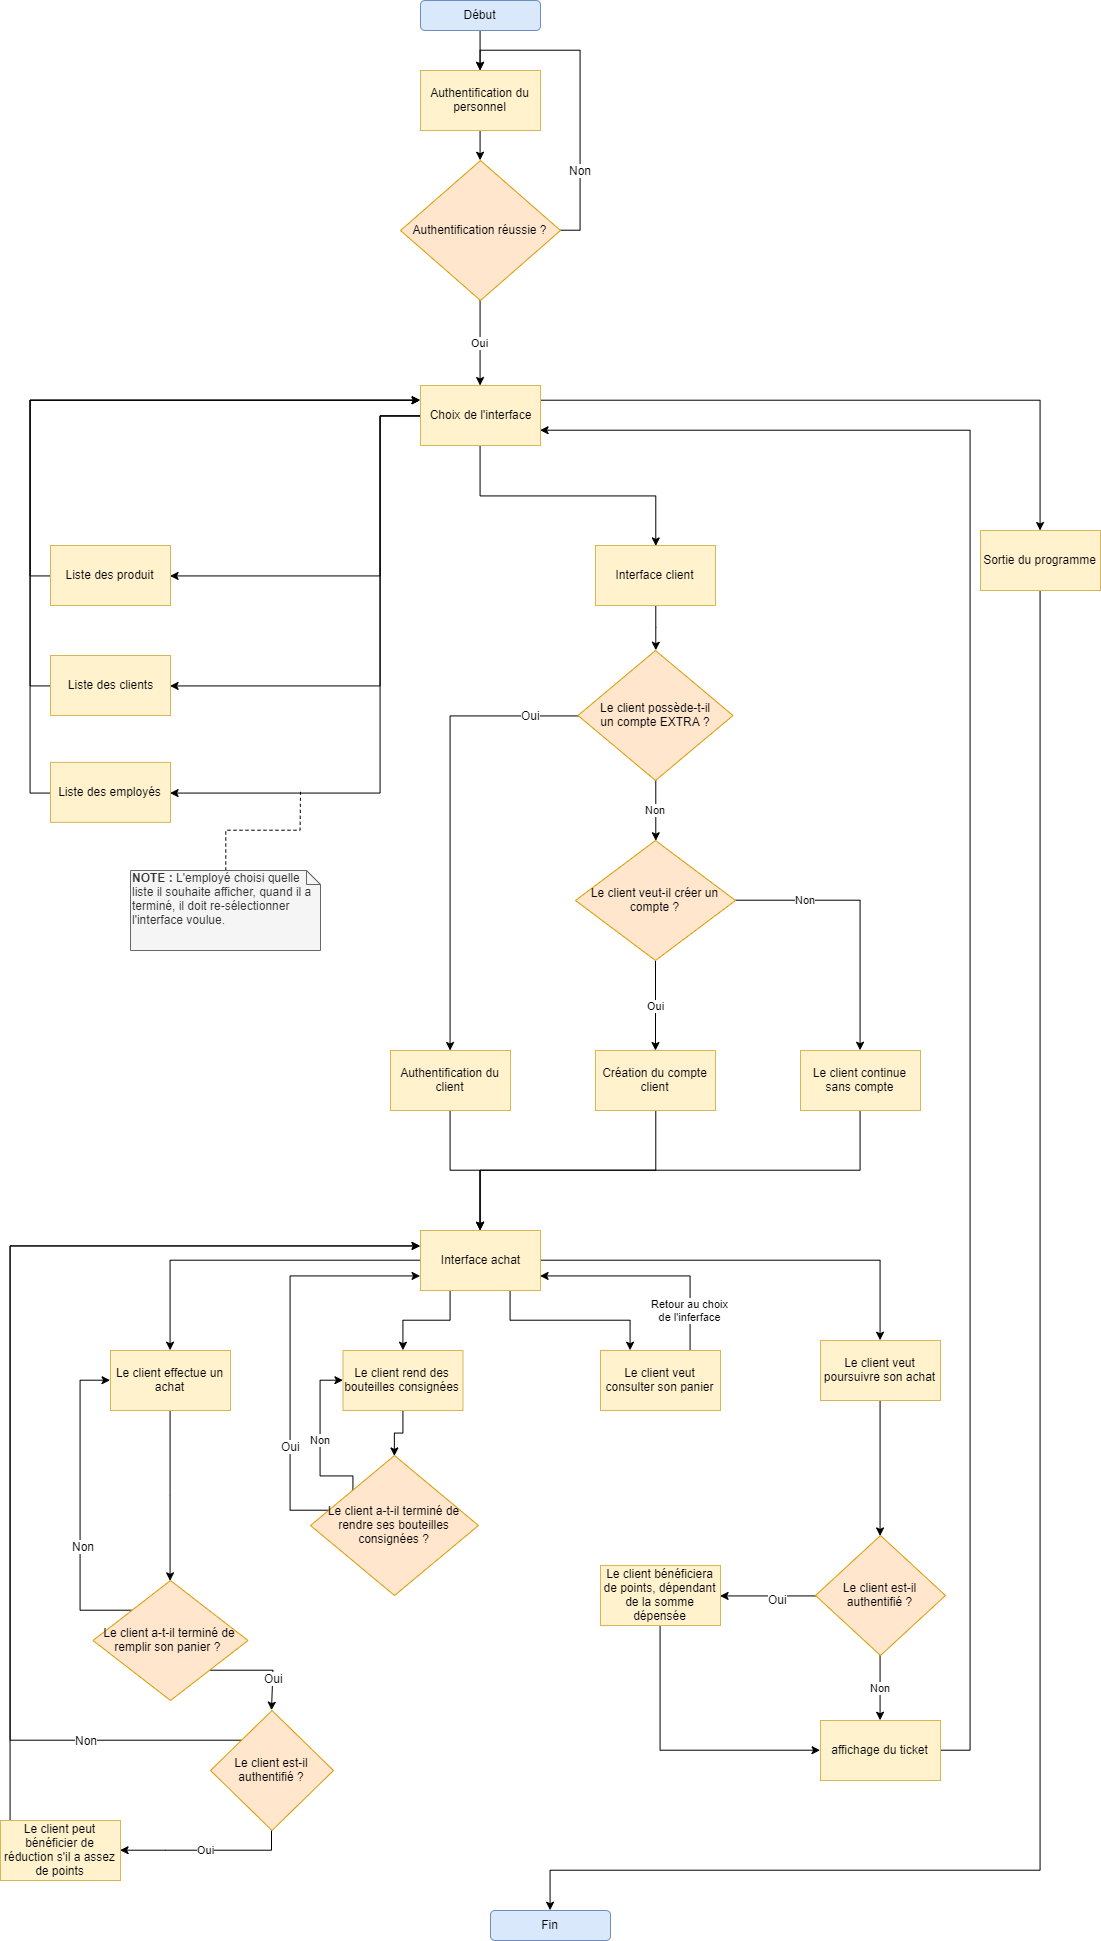 Début
Authentification du
personnel
Non
Authentification réussie ?
Oui
Choix de l'interface
Sortie du programme
Liste des produit
Interface client
Liste des clients
Le client possède-t-il
un compte EXTRA ?
Oui
Liste des employés
Non
NOTE : L'employé choisi quelle
liste il souhaite afficher, quand il a
terminé, il doit re-sélectionner
l'interface voulue.
Le client veut-il créer un
compte ?
Non
Oui
Authentification du
client
Création du compte
client
Le client continue
sans compte
Interface achat
Retour au choix
de l'inferface
Le client effectue un
achat
Le client rend des
bouteilles consignées
Le client veut
consulter son panier
Le client veut
poursuivre son achat
Oui
Non
Le client a-t-il terminé de
rendre ses bouteilles
consignées ?
Non
Le client bénéficiera
de points, dépendant
de la somme
dépensée
Oui
Le client est-il
authentifié ?
Le client a-t-il terminé de
remplir son panier ?
Oui
Non
Non
Le client est-il
authentifié ?
affichage du ticket
Le client peut
bénéficier de
réduction s'il a assez
de points
Oui
Fin